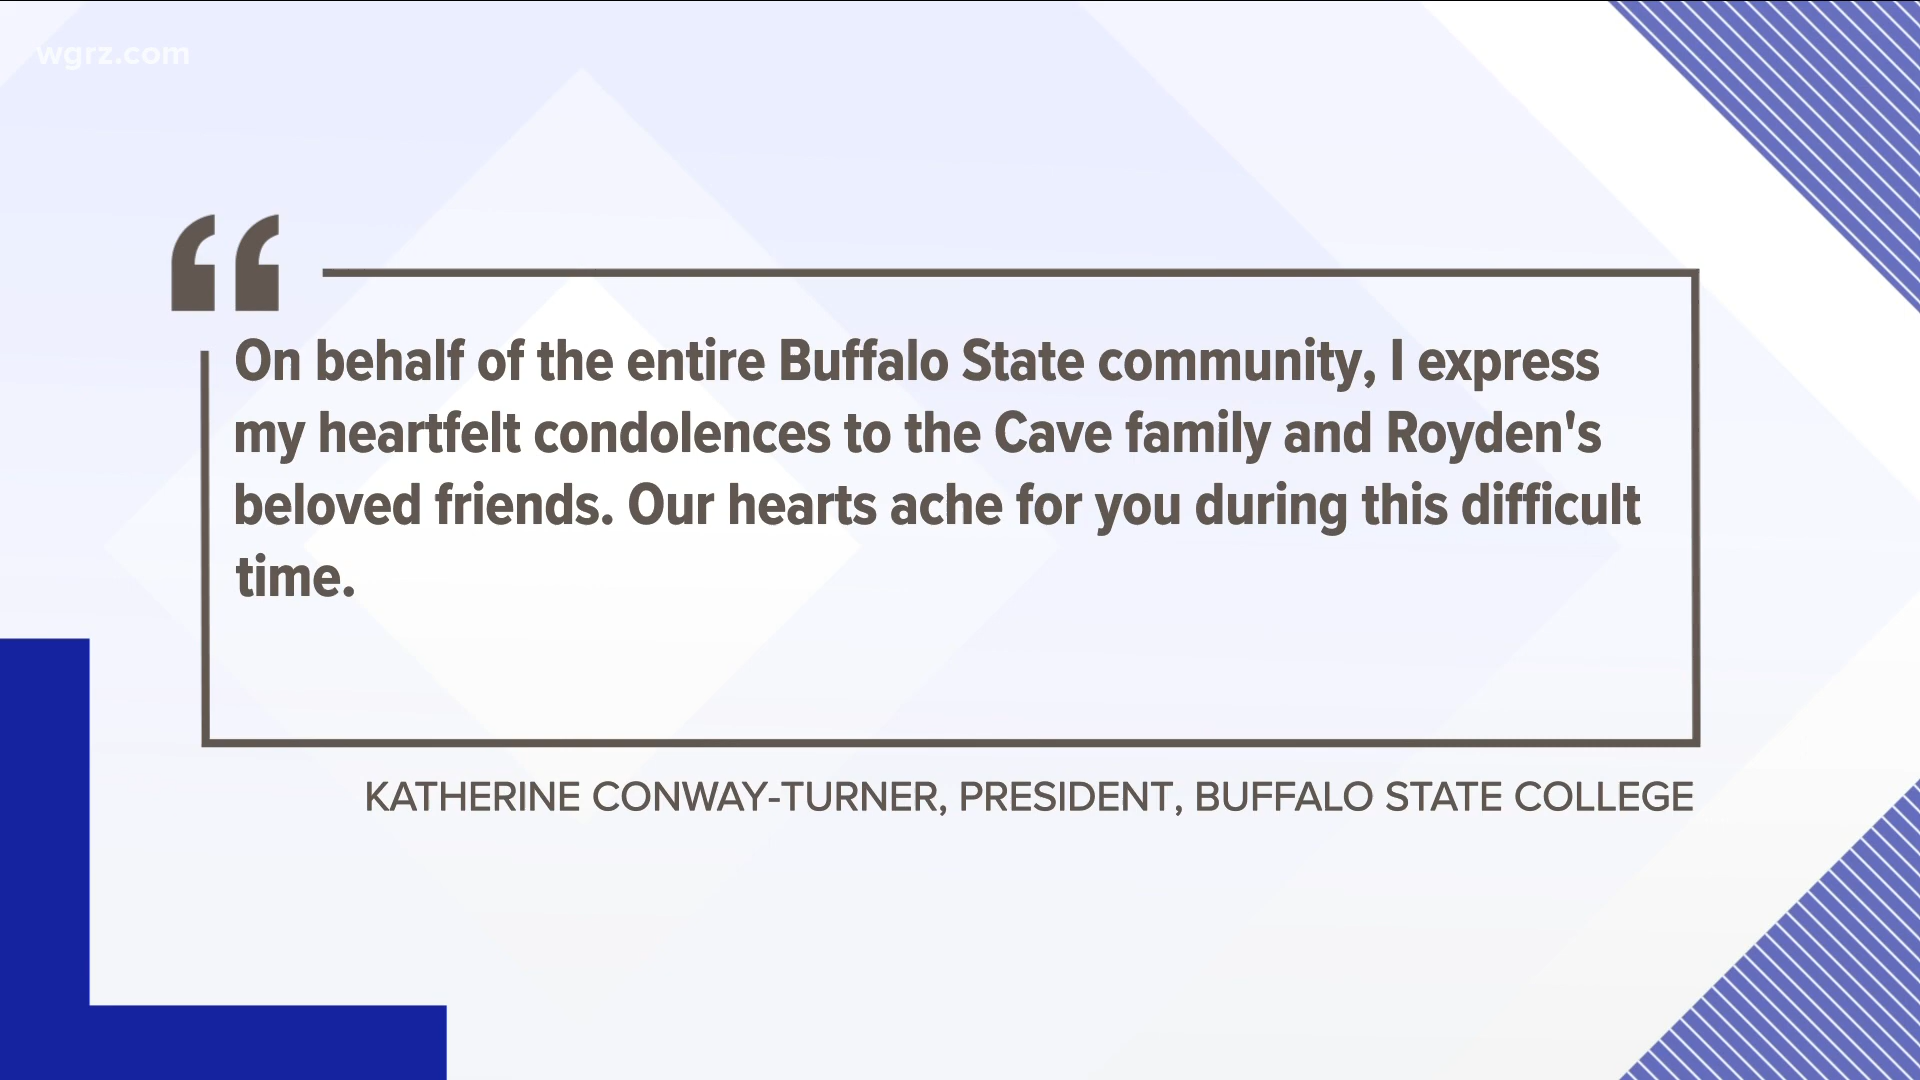 wgrz.com
“
On behalf of the entire Buffalo State community, I express
my heartfelt condolences to the Cave family and Royden's
beloved friends. Our hearts ache for you during this difficult
time.
KATHERINE CONWAY-TURNER, PRESIDENT, BUFFALO STATE COLLEGE